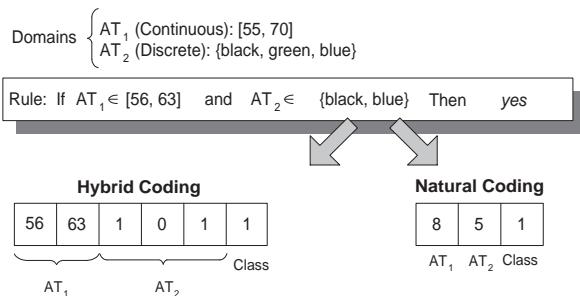 Domains
AT1 (Continuous): [55, 70]
AT2 (Discrete): {black, green, blue}
Rule: If AT1 ∈ [56, 63] and AT2 ∈ {black, blue} Then yes
Hybrid Coding
56 63 1 0 1 1
AT1 AT2 Class
Natural Coding
8 5 1
AT1 AT2 Class